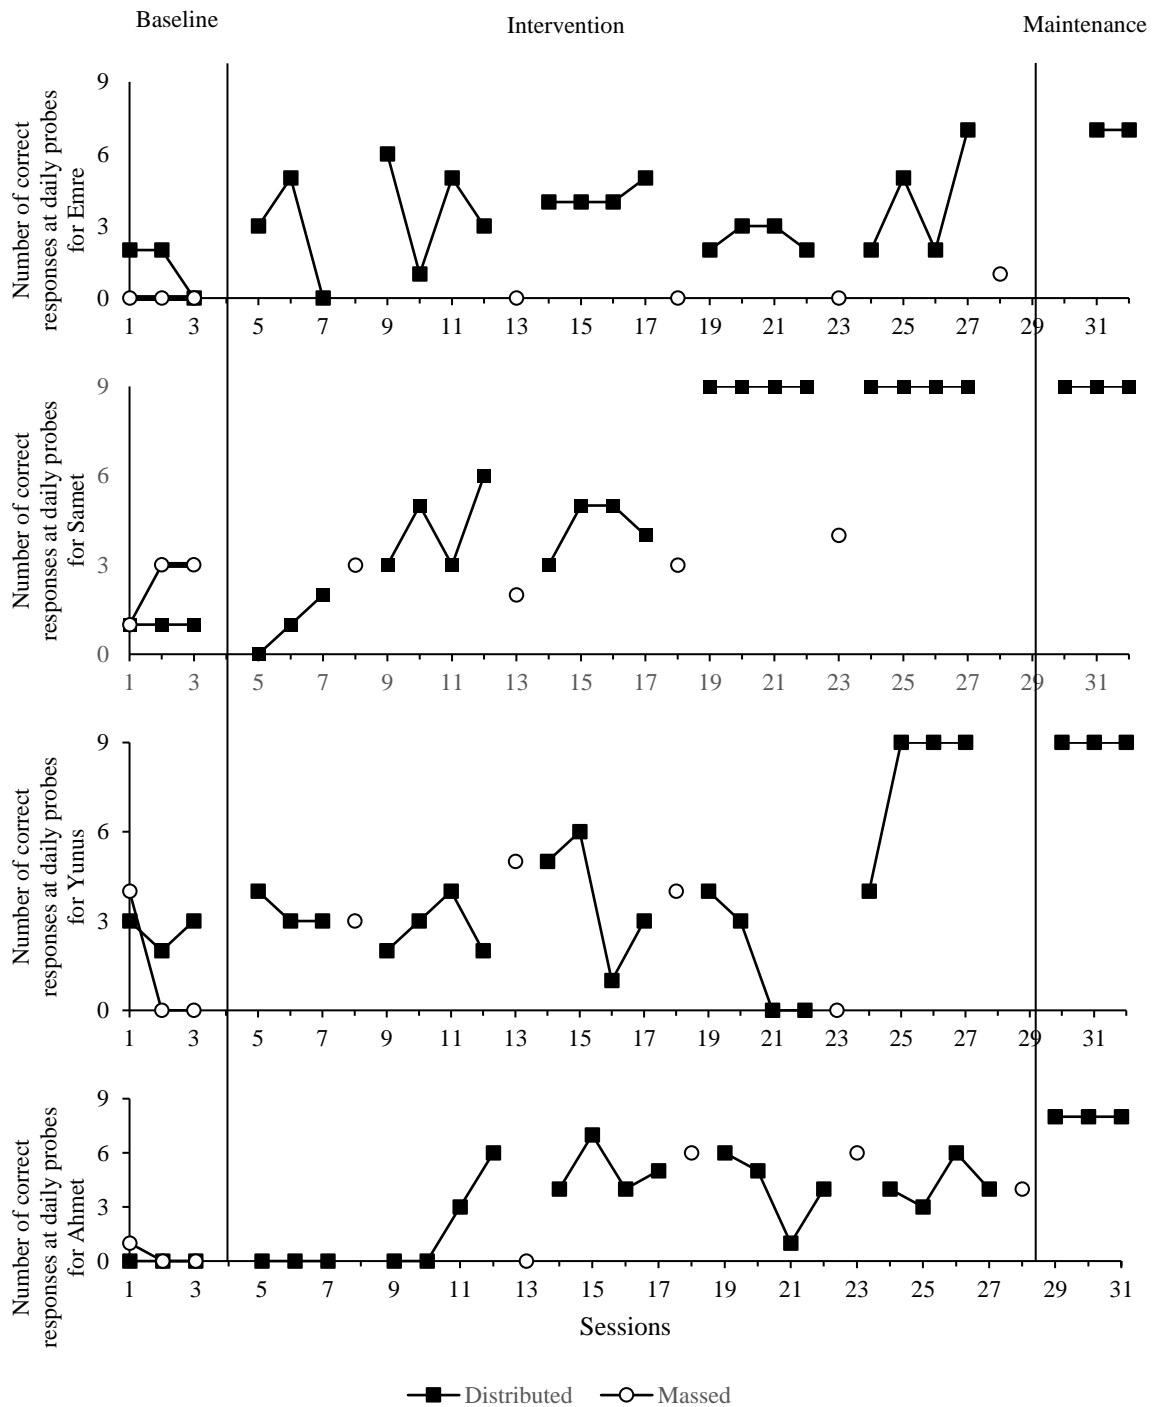 Baseline
Intervention
Maintenance
Number of correct
responses at daily probes
for Emre
9
6
3
0
1 3 5 7 9 11 13 15 17 19 21 23 25 27 29 31
Number of correct
responses at daily probes
for Samet
9
6
3
0
1 3 5 7 9 11 13 15 17 19 21 23 25 27 29 31
Number of correct
responses at daily probes
for Yunus
9
6
3
0
1 3 5 7 9 11 13 15 17 19 21 23 25 27 29 31
Number of correct
responses at daily probes
for Ahmet
9
6
3
0
1 3 5 7 9 11 13 15 17 19 21 23 25 27 29 31
Sessions
Distributed Massed